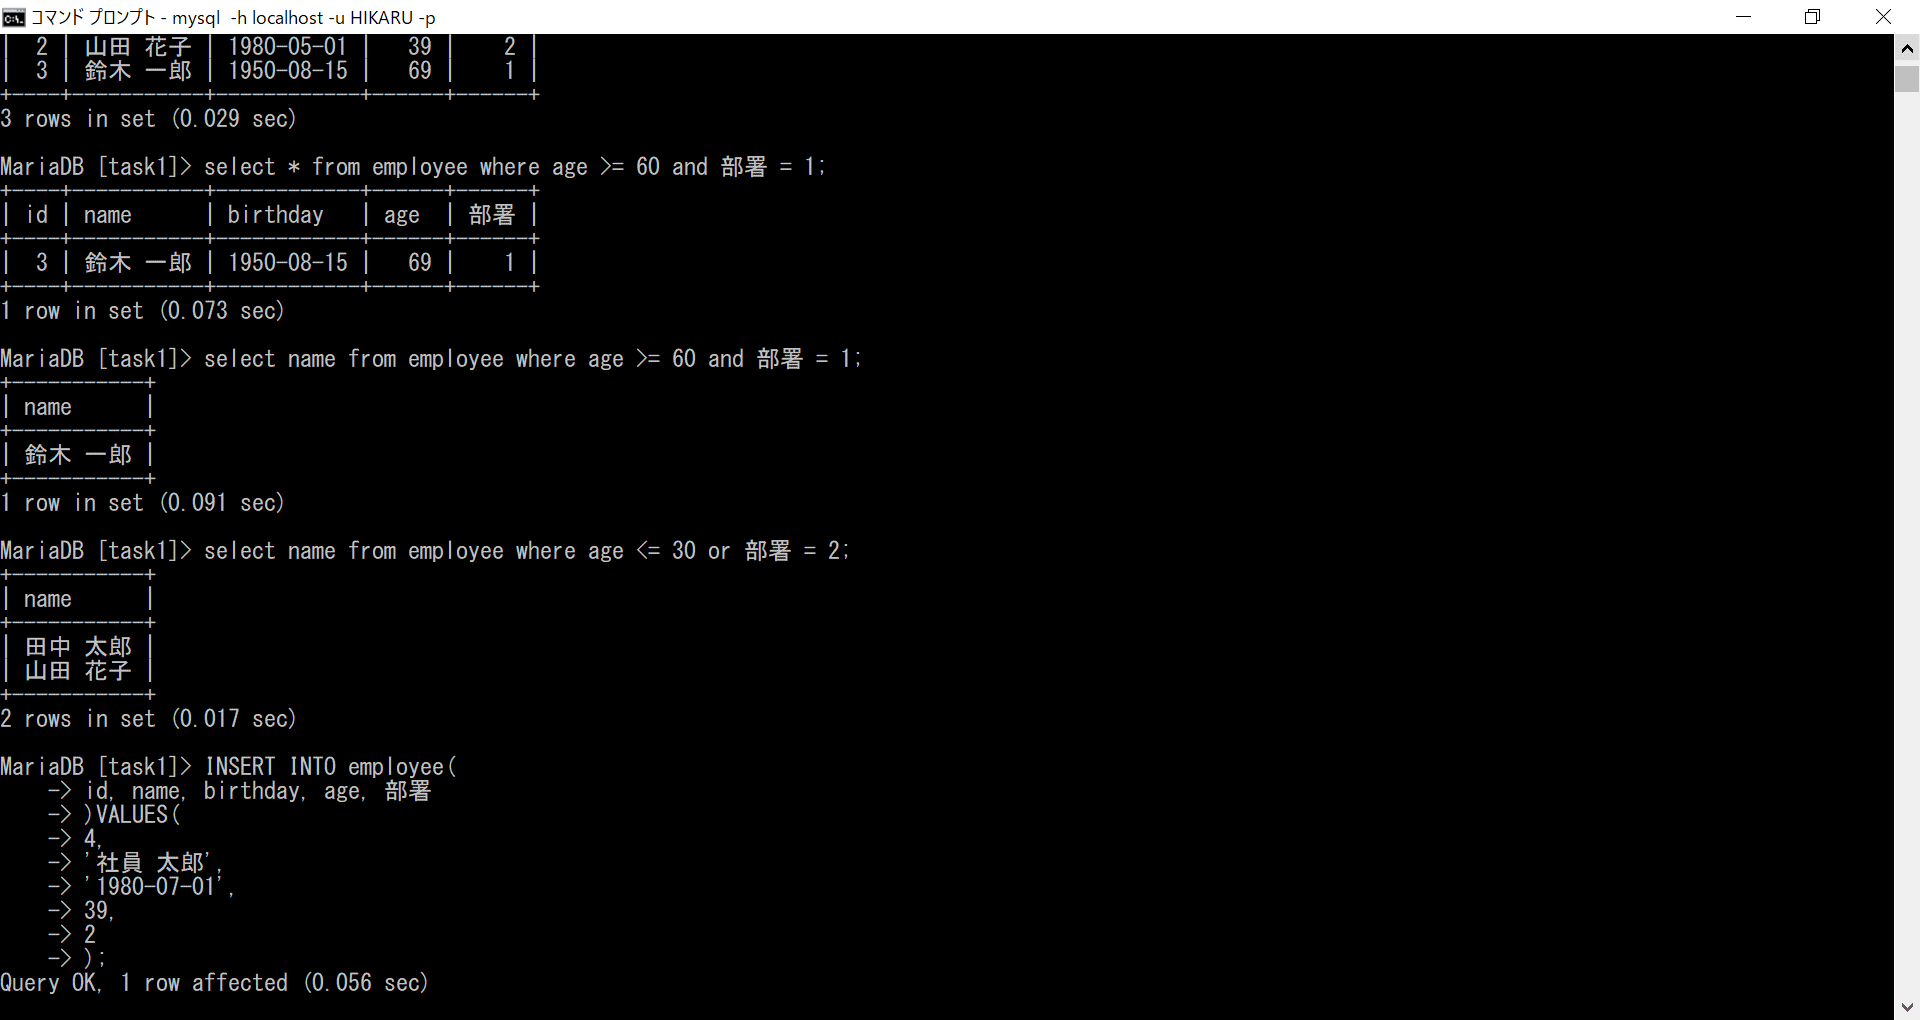 コマンド プロンプト - mysql  -h localhost -u HIKARU -p
|  2 | 山田 花子 | 1980-05-01 |   39 |    2 |
|  3 | 鈴木 一郎 | 1950-08-15 |   69 |    1 |
+----+-----------+------------+------+------+
3 rows in set (0.029 sec)

MariaDB [task1]> select * from employee where age >= 60 and 部署 = 1;
+----+-----------+------------+------+------+
| id | name      | birthday   | age  | 部署 |
+----+-----------+------------+------+------+
|  3 | 鈴木 一郎 | 1950-08-15 |   69 |    1 |
+----+-----------+------------+------+------+
1 row in set (0.073 sec)

MariaDB [task1]> select name from employee where age >= 60 and 部署 = 1;
+-----------+
| name      |
+-----------+
| 鈴木 一郎 |
+-----------+
1 row in set (0.091 sec)

MariaDB [task1]> select name from employee where age <= 30 or 部署 = 2;
+-----------+
| name      |
+-----------+
| 田中 太郎 |
| 山田 花子 |
+-----------+
2 rows in set (0.017 sec)

MariaDB [task1]> INSERT INTO employee(
    -> id, name, birthday, age, 部署
    -> )VALUES(
    -> 4,
    -> '社員 太郎',
    -> '1980-07-01',
    -> 39,
    -> 2
    -> );
Query OK, 1 row affected (0.056 sec)